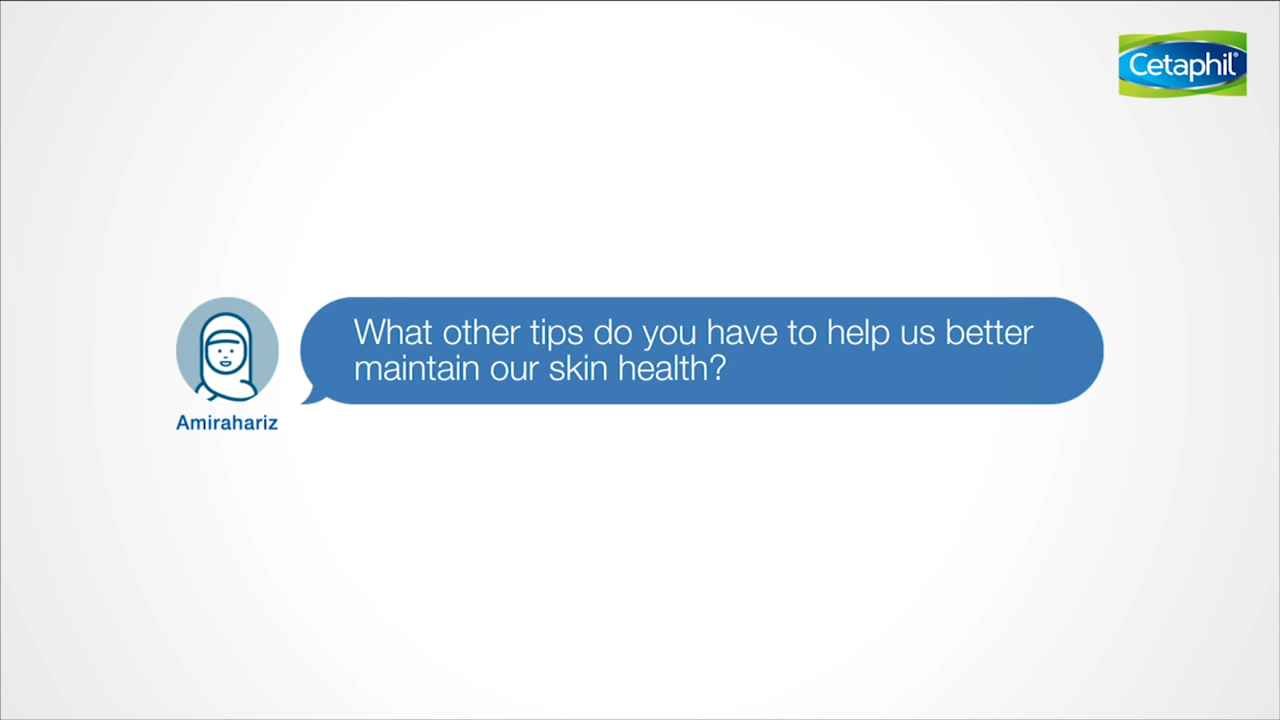 Cetaphil®
What other tips do you have to help us better
maintain our skin health?
Amirahariz